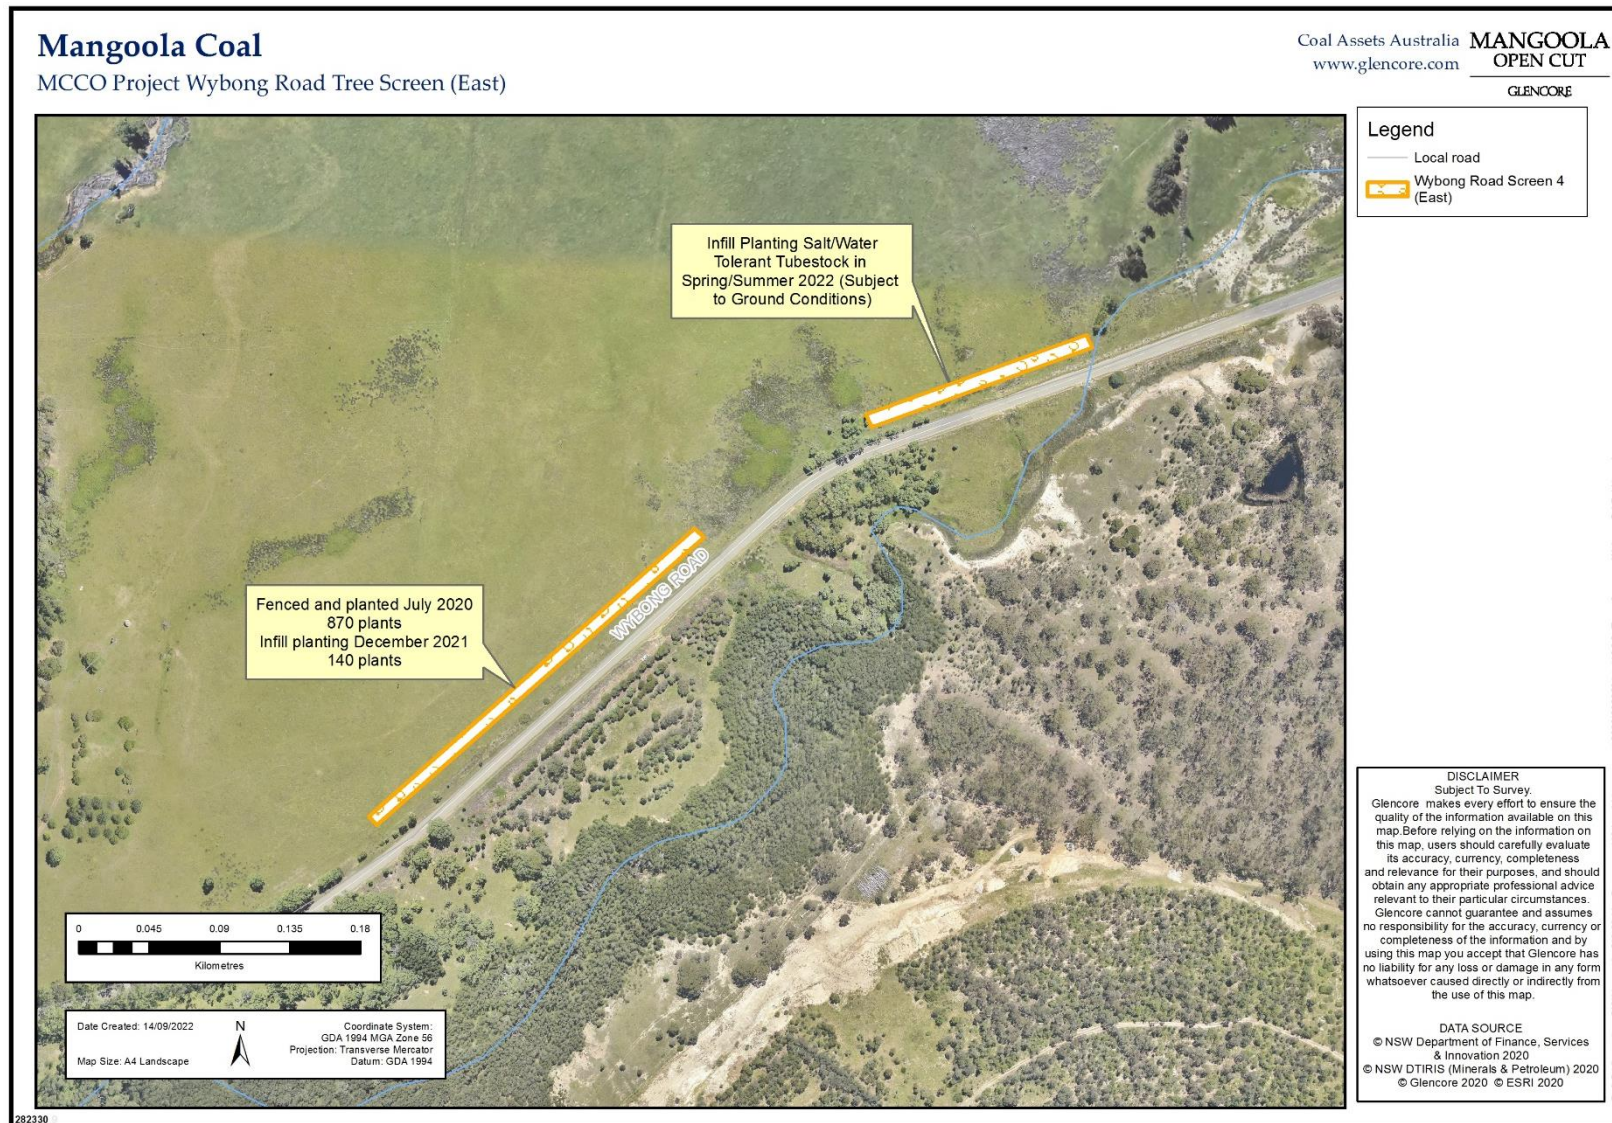 Mangoola Coal
MCCO Project Wybong Road Tree Screen (East)
Coal Assets Australia
www.glencore.com
MANGOOLA
OPEN CUT
GLENCORE
Legend
Local road
Wybong Road Screen 4
(East)
Infill Planting Salt/Water
Tolerant Tubestock in
Spring/Summer 2022 (Subject
to Ground Conditions)
WYBONG ROAD
Fenced and planted July 2020
870 plants
Infill planting December 2021
140 plants
0 0.045 0.09 0.135 0.18
Kilometres
Date Created: 14/09/2022
Map Size: A4 Landscape
N
Coordinate System:
GDA 1994 MGA Zone 56
Projection: Transverse Mercator
Datum: GDA 1994
DISCLAIMER
Subject To Survey.
Glencore makes every effort to ensure the
quality of the information available on this
map.Before relying on the information on
this map, users should carefully evaluate
its accuracy, currency, completeness
and relevance for their purposes, and should
obtain any appropriate professional advice
relevant to their particular circumstances.
Glencore cannot guarantee and assumes
no responsibility for the accuracy, currency or
completeness of the information and by
using this map you accept that Glencore has
no liability for any loss or damage in any form
whatsoever caused directly or indirectly from
the use of this map.
DATA SOURCE
© NSW Department of Finance, Services
& Innovation 2020
© NSW DTIRIS (Minerals & Petroleum) 2020
© Glencore 2020 © ESRI 2020
282330